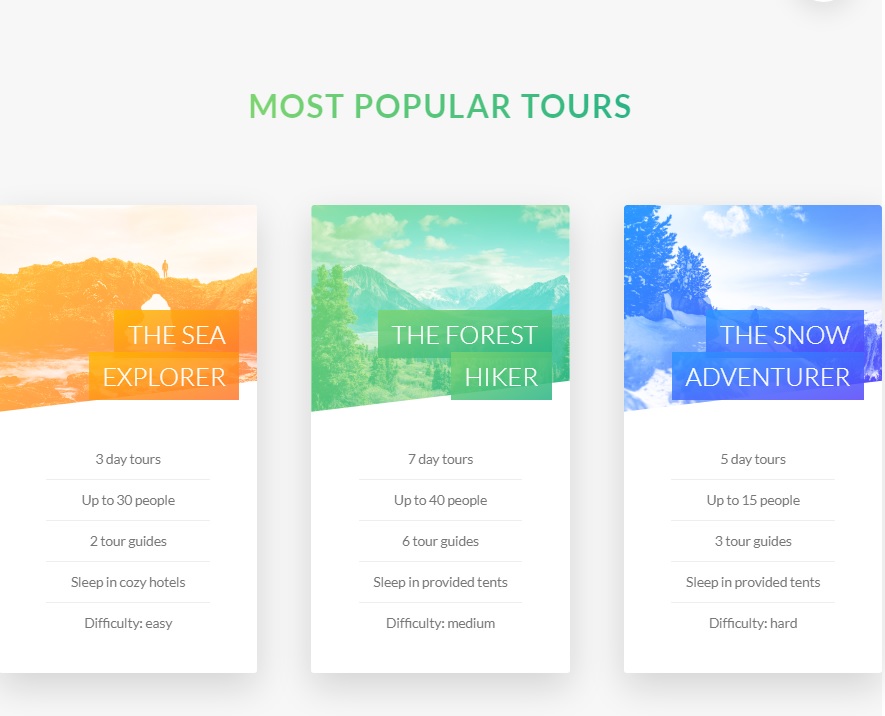 MOST POPULAR TOURS
THE SEA
EXPLORER
3 day tours
Up to 30 people
2 tour guides
Sleep in cozy hotels
Difficulty: easy
THE FOREST
HIKER
7 day tours
Up to 40 people
6 tour guides
Sleep in provided tents
Difficulty: medium
THE SNOW
ADVENTURER
5 day tours
Up to 15 people
3 tour guides
Sleep in provided tents
Difficulty: hard